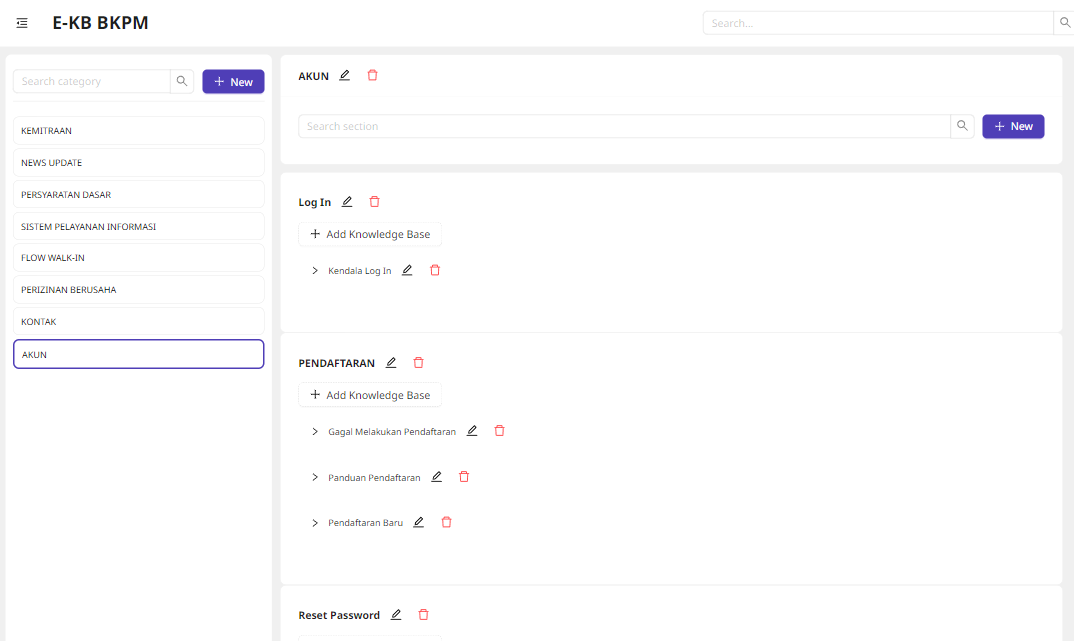 E-KB BKPM
Search...
Search category
New
KEMITRAAN
NEWS UPDATE
PERSYARATAN DASAR
SISTEM PELAYANAN INFORMASI
FLOW WALK-IN
PERIZINAN BERUSAHA
KONTAK
AKUN
AKUN
Search section
New
Log In
Add Knowledge Base
Kendala Log In
PENDAFTARAN
Add Knowledge Base
Gagal Melakukan Pendaftaran
Panduan Pendaftaran
Pendaftaran Baru
Reset Password